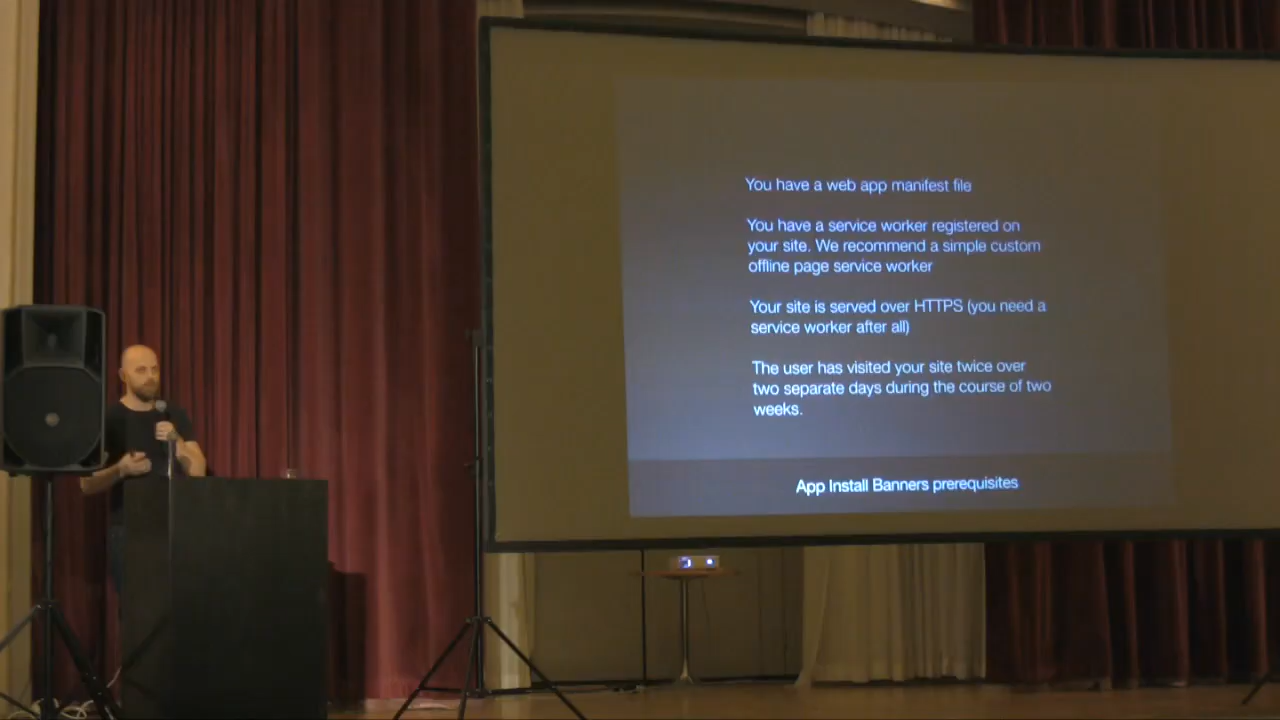 You have a web app manifest file
You have a service worker registered on
your site. We recommend a simple custom
offline page service worker
Your site is served over HTTPS (you need a
service worker after all)
The user has visited your site twice over
two separate days during the course of two
weeks.
App Install Banners prerequisites